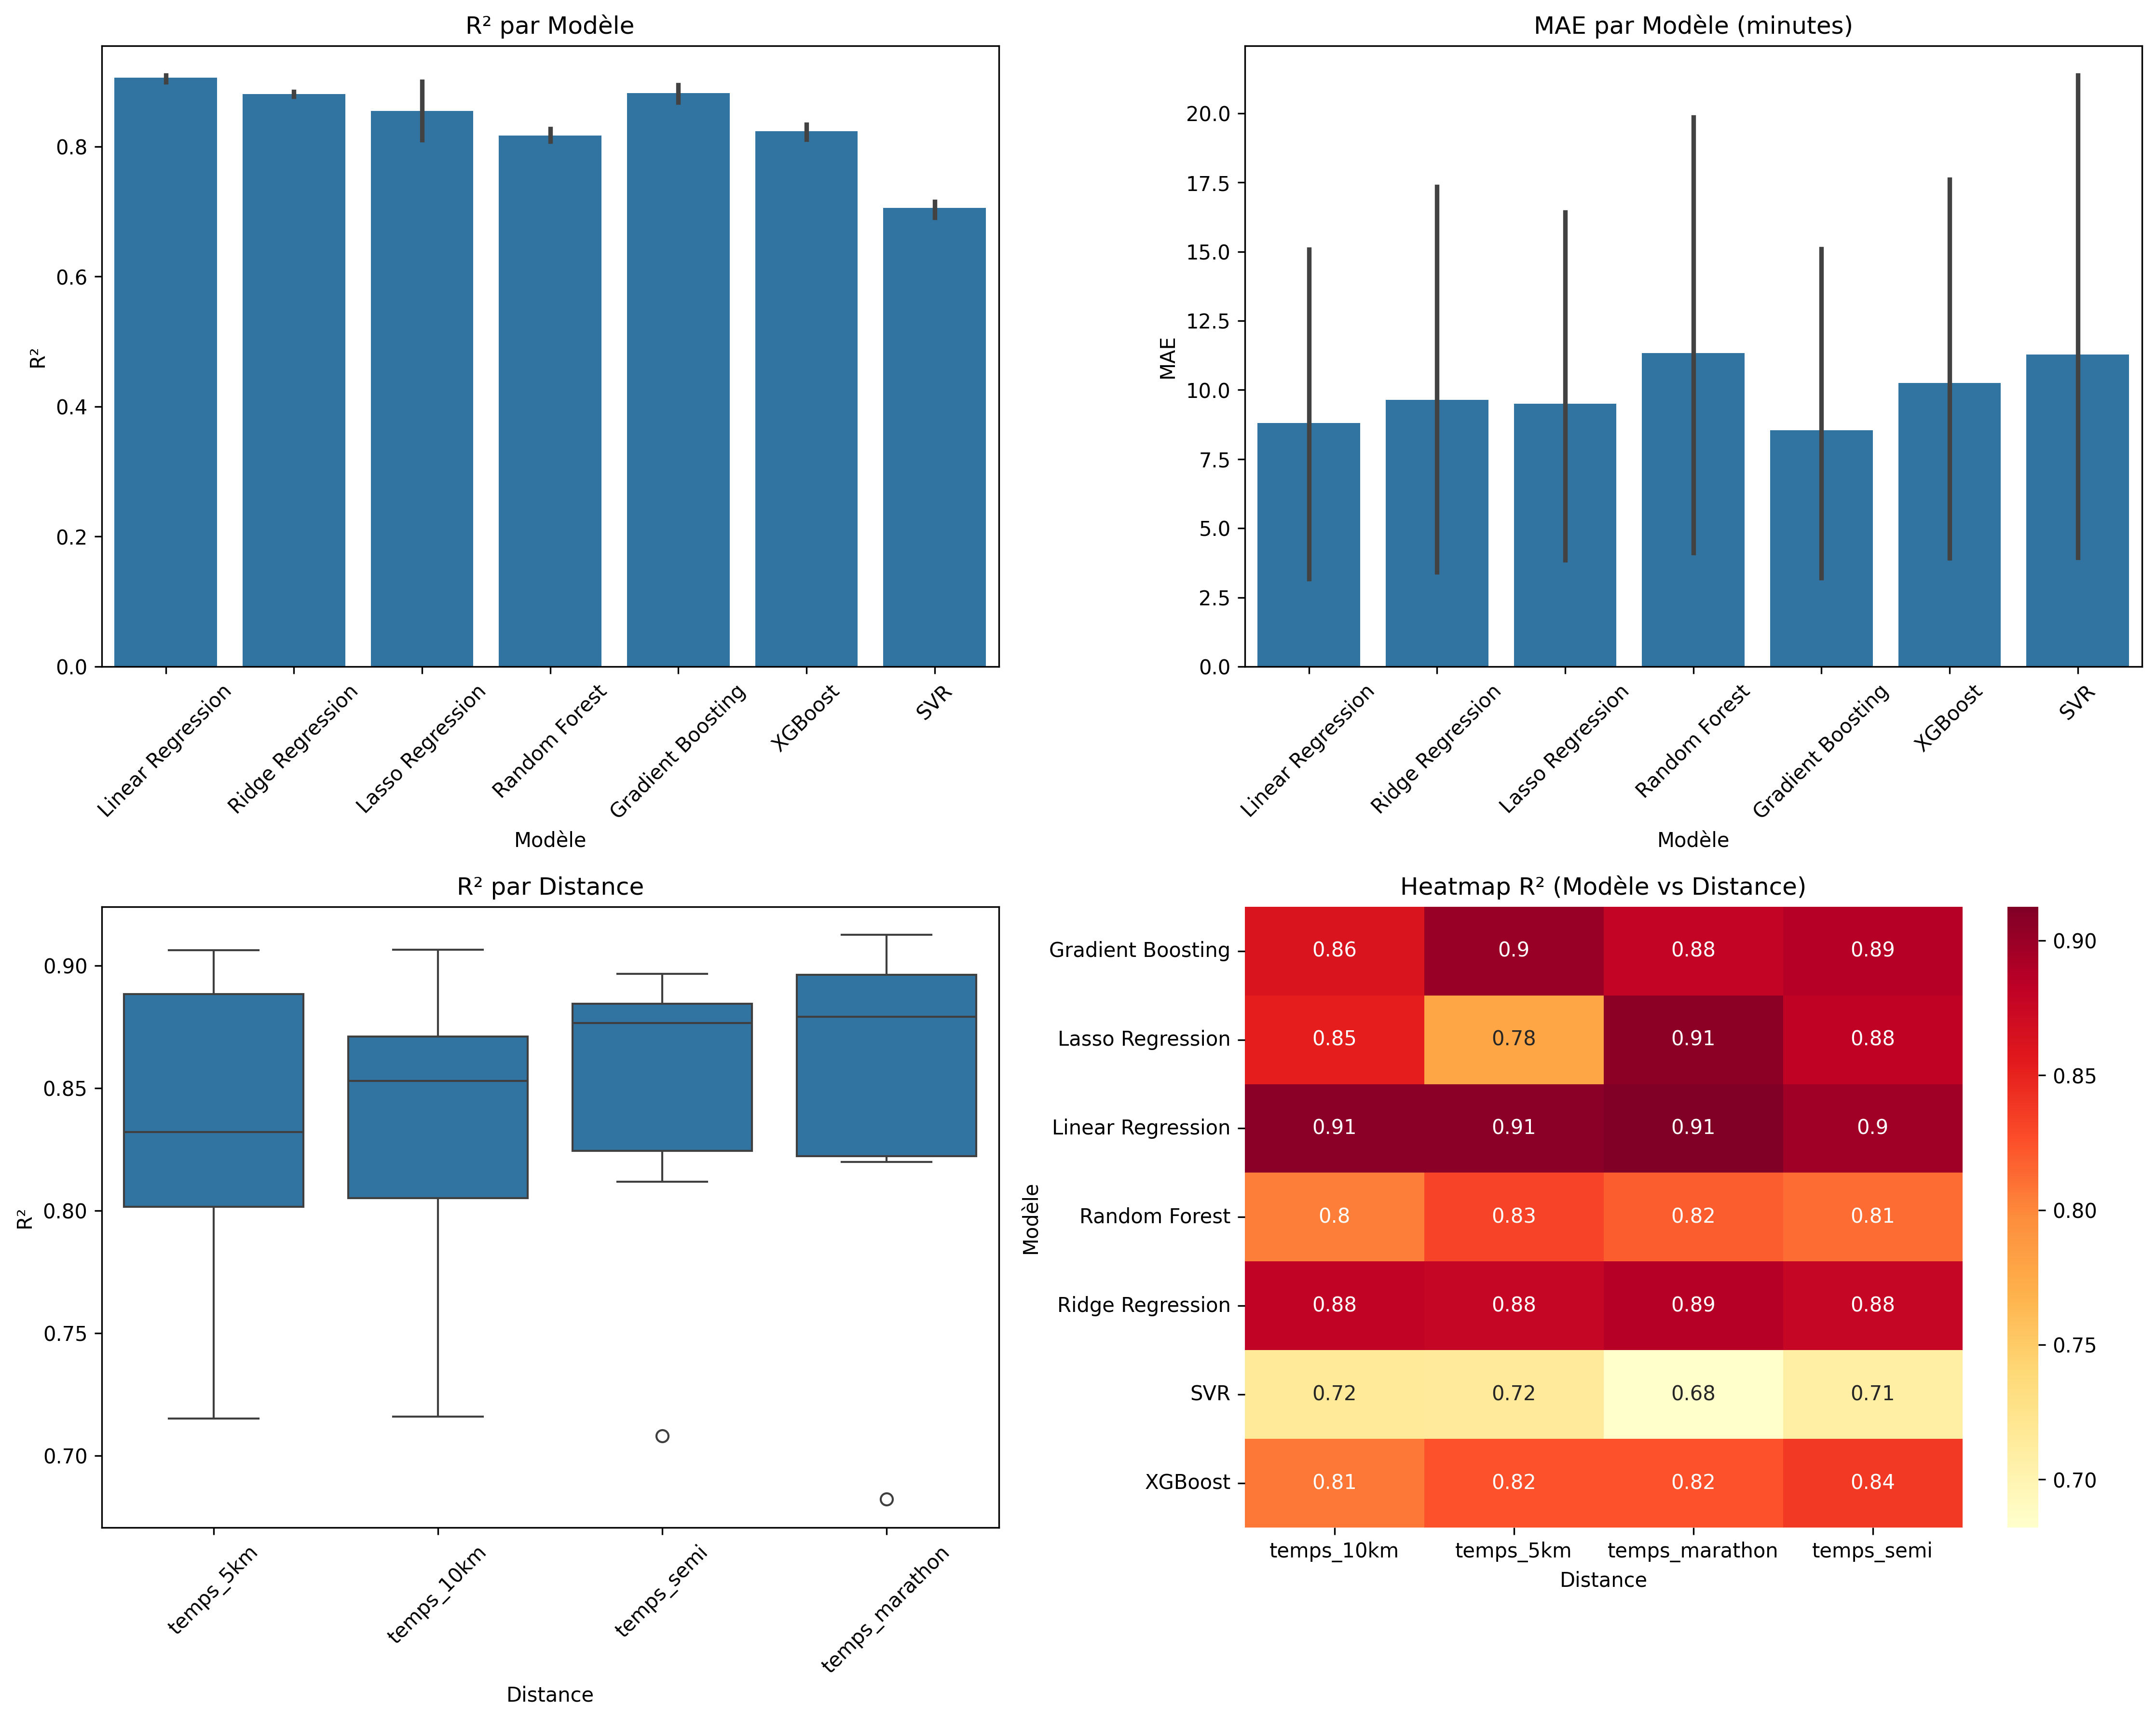 R² par Modèle
R²
0.8
0.6
0.4
0.2
0.0
Linear Regression
Ridge Regression
Lasso Regression
Random Forest
Gradient Boosting
XGBoost
SVR
Modèle
MAE par Modèle (minutes)
MAE
20.0
17.5
15.0
12.5
10.0
7.5
5.0
2.5
0.0
Linear Regression
Ridge Regression
Lasso Regression
Random Forest
Gradient Boosting
XGBoost
SVR
Modèle
R² par Distance
R²
0.90
0.85
0.80
0.75
0.70
temps_5km
temps_10km
temps_semi
temps_marathon
Distance
Heatmap R² (Modèle vs Distance)
Modèle
Gradient Boosting 0.86 0.9 0.88 0.89
Lasso Regression 0.85 0.78 0.91 0.88
Linear Regression 0.91 0.91 0.91 0.9
Random Forest 0.8 0.83 0.82 0.81
Ridge Regression 0.88 0.88 0.89 0.88
SVR 0.72 0.72 0.68 0.71
XGBoost 0.81 0.82 0.82 0.84
temps_10km temps_5km temps_marathon temps_semi
Distance
0.90
0.85
0.80
0.75
0.70